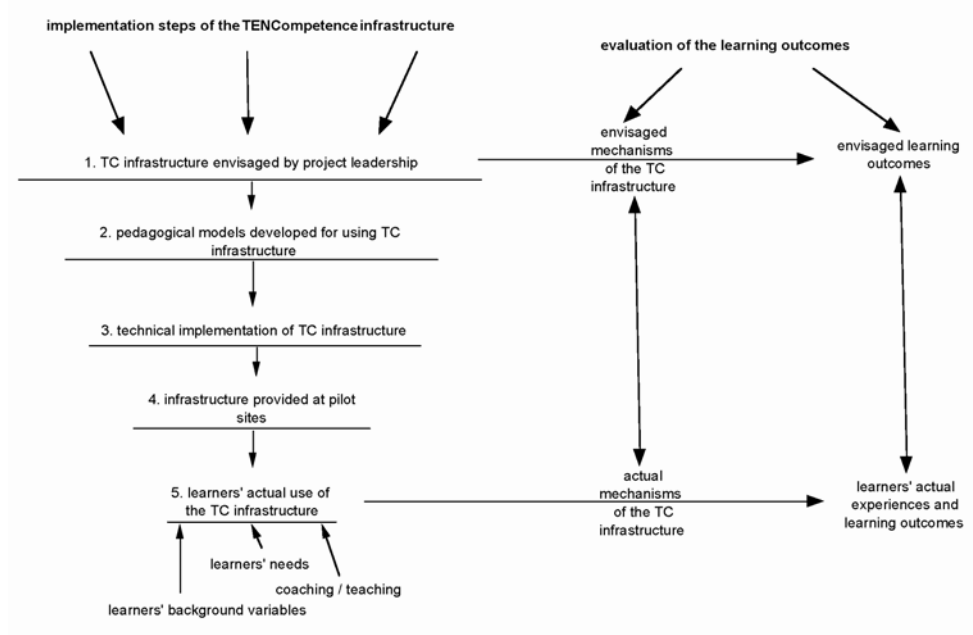 implementation steps of the TENCompetence infrastructure
evaluation of the learning outcomes
1. TC infrastructure envisaged by project leadership
envisaged
mechanisms
of the TC
infrastructure
envisaged learning
outcomes
2. pedagogical models developed for using TC
infrastructure
3. technical implementation of TC infrastructure
4. infrastructure provided at pilot
sites
5. learners' actual use of
the TC infrastructure
actual
mechanisms
of the TC
infrastructure
learners' actual
experiences and
learning outcomes
learners' needs
coaching / teaching
learners' background variables